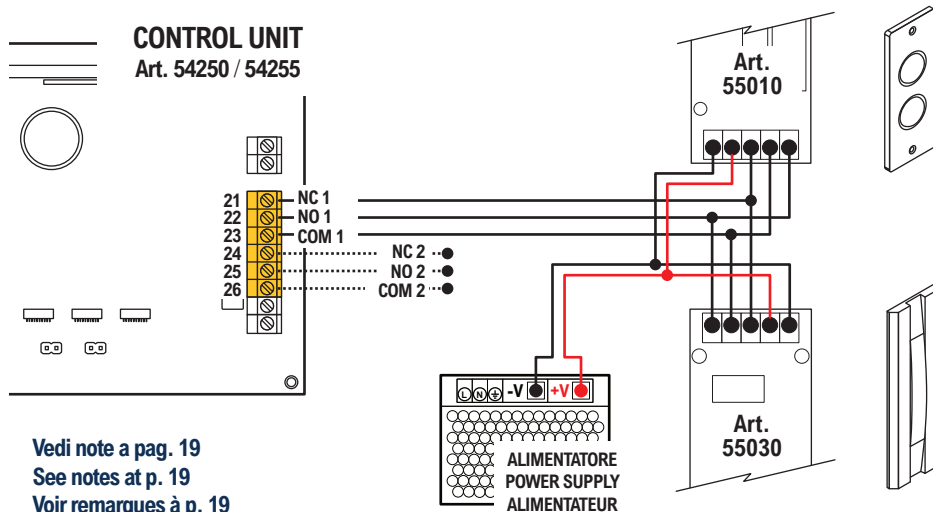 CONTROL UNIT
Art. 54250 / 54255
Art.
55010
21 NC 1
22 NO 1
23 COM 1
24 NC 2
25 NO 2
26 COM 2
L N -V +V
Art.
55030
ALIMENTATORE
POWER SUPPLY
ALIMENTATEUR
Vedi note a pag. 19
See notes at p. 19
Voir remarques à p. 19